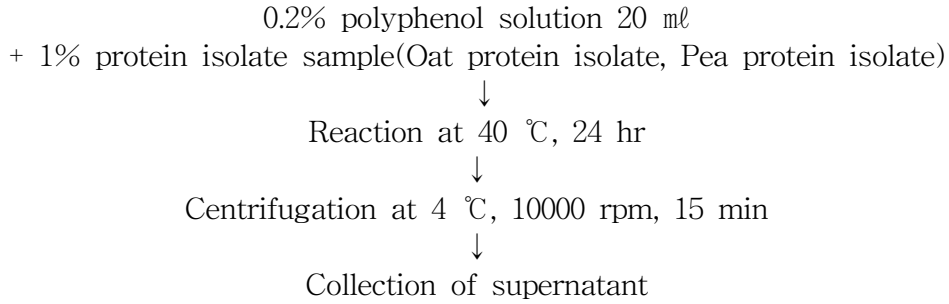 0.2% polyphenol solution 20 ㎖
+ 1% protein isolate sample(Oat protein isolate, Pea protein isolate)
↓
Reaction at 40 ℃, 24 hr
↓
Centrifugation at 4 ℃, 10000 rpm, 15 min
↓
Collection of supernatant